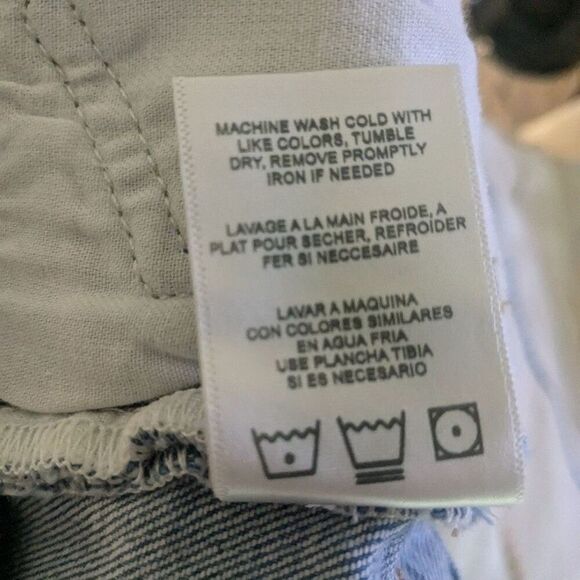 MACHINE WASH COLD WITH
LIKE COLORS, TUMBLE
DRY, REMOVE PROMPTLY
IRON IF NEEDED
LAVAGE A LA MAIN FROIDE, A
PLAT POUR SECHER, REFROIDER
FER SI NECCESAIRE
LAVAR A MAQUINA
CON COLORES SIMILARES
EN AGUA FRIA
USE PLANCHA TIBIA
SI ES NECESARIO